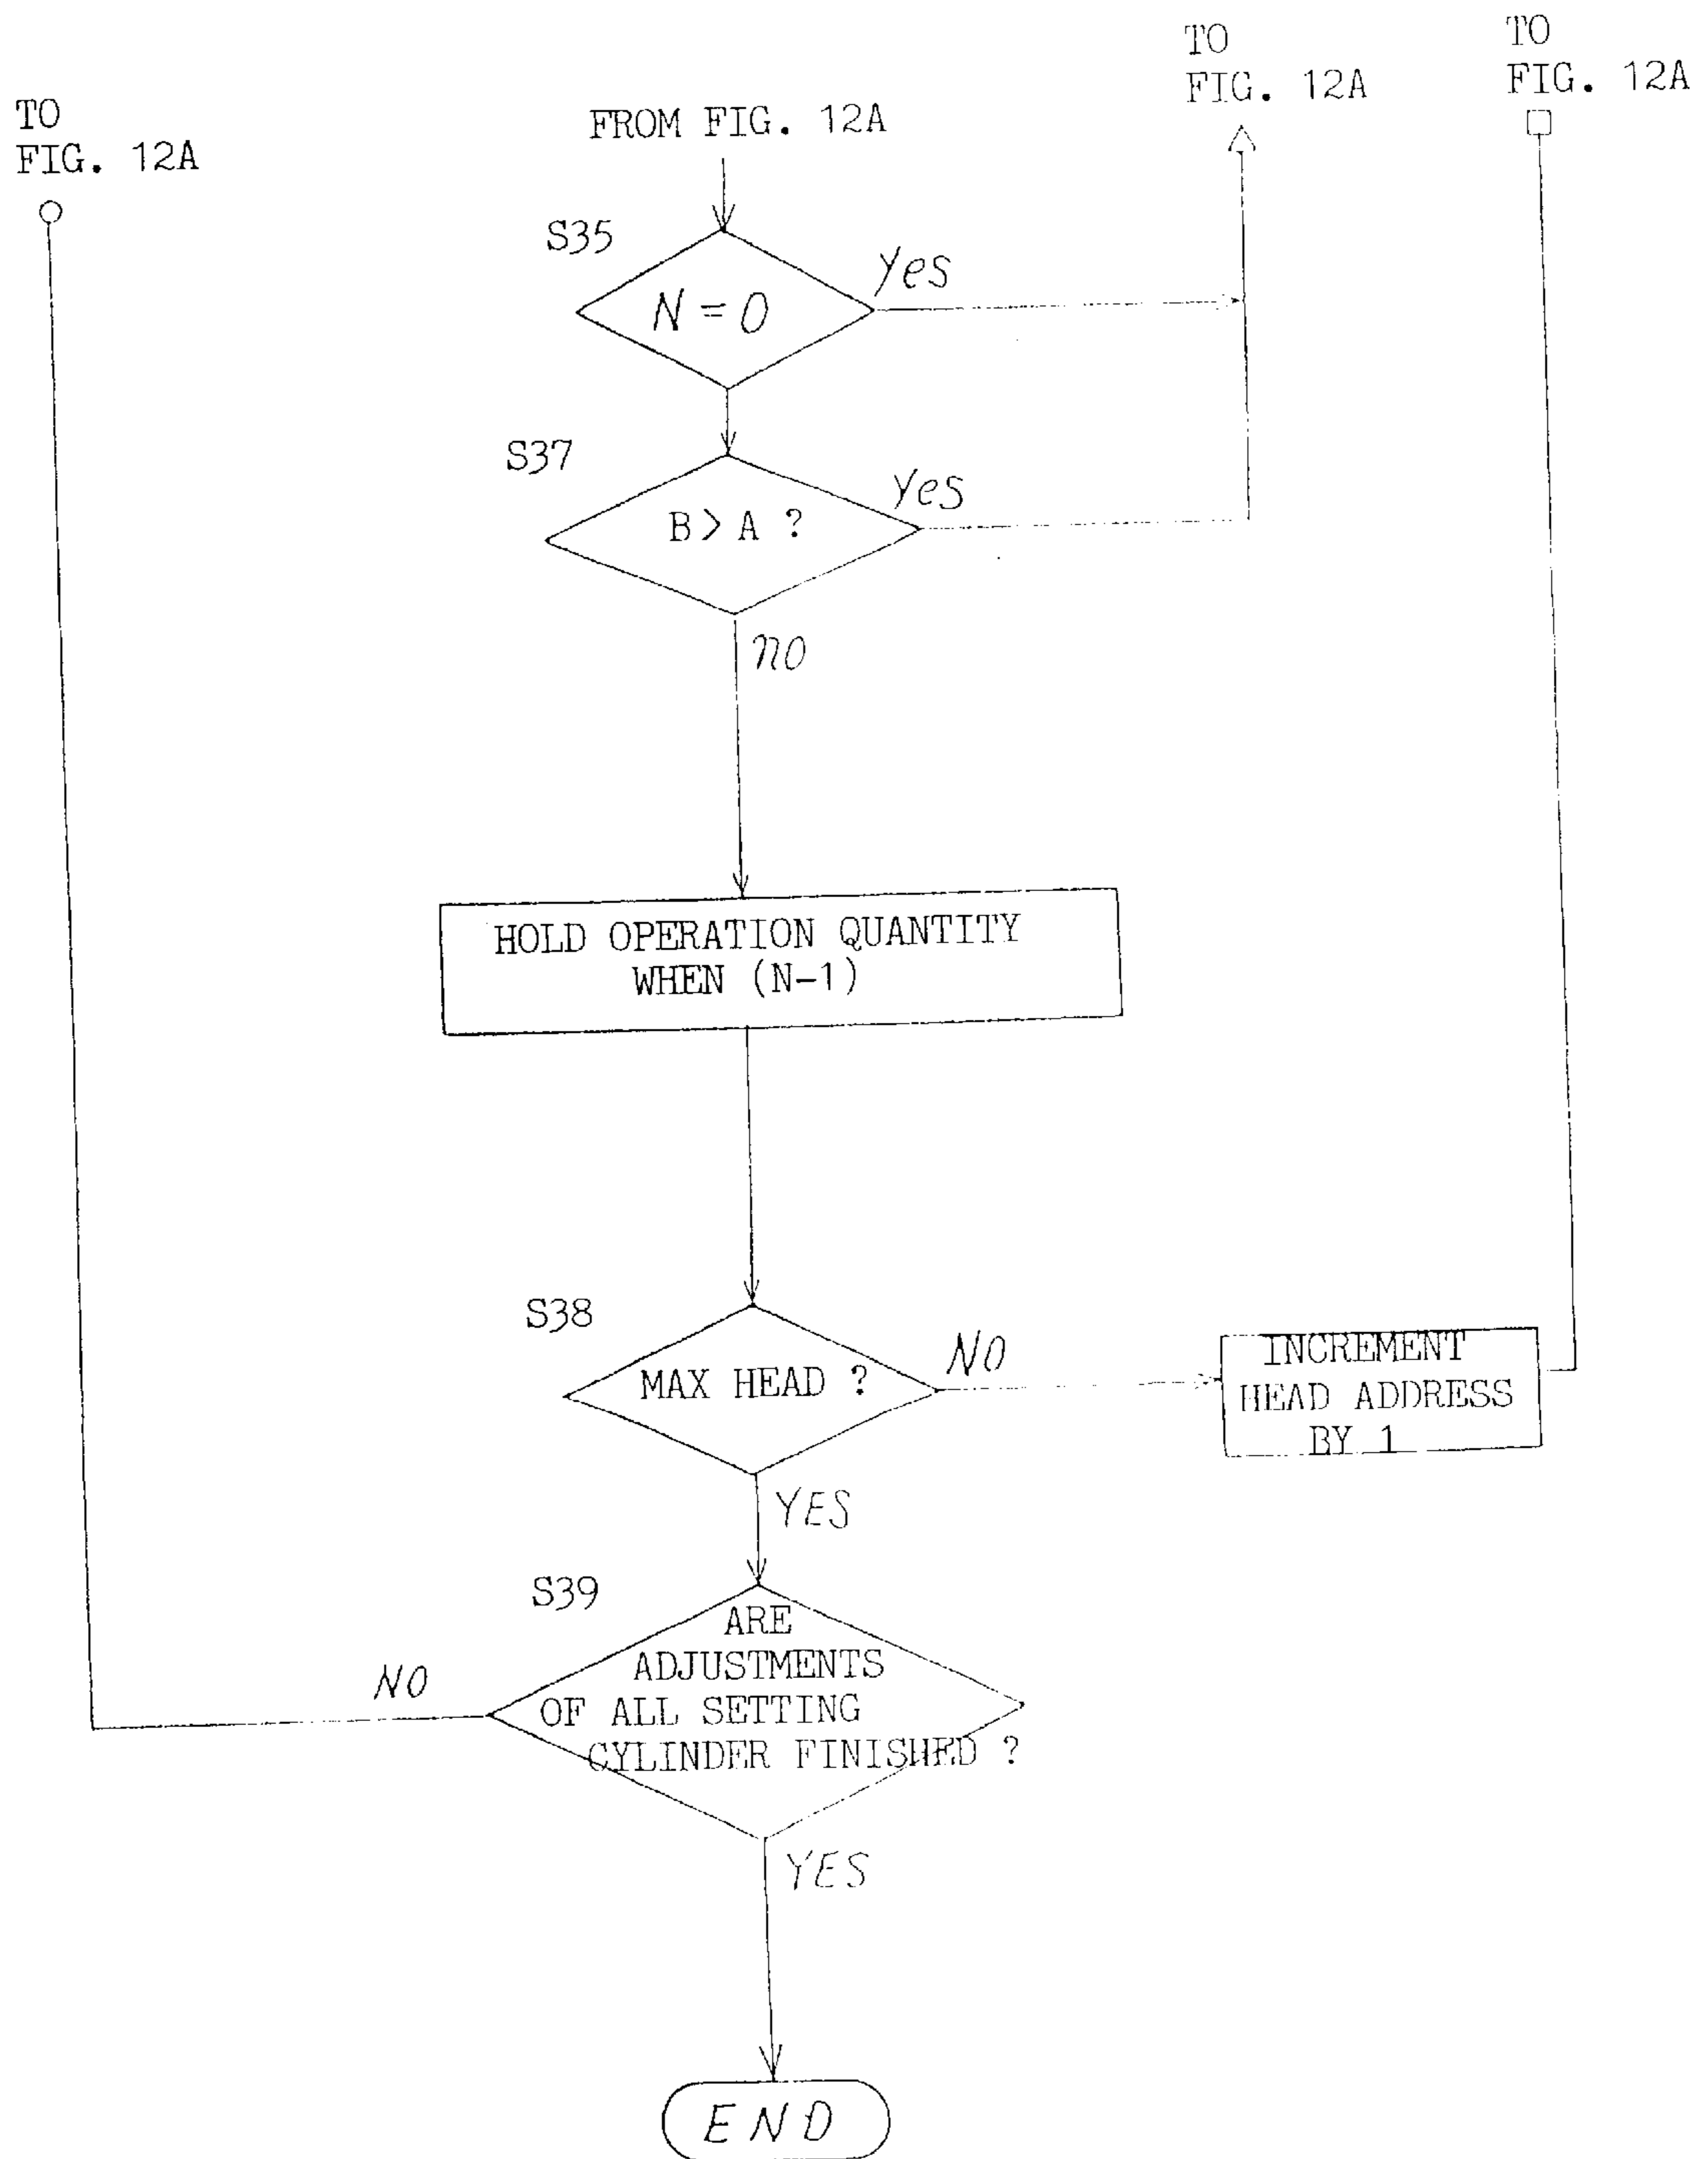 TO
FIG. 12A
FROM FIG. 12A
TO
FIG. 12A
TO
FIG. 12A
S35
N = 0
Yes
S37
B > A ?
Yes
no
HOLD OPERATION QUANTITY
WHEN (N-1)
S38
MAX HEAD ?
NO
INCREMENT
HEAD ADDRESS
BY 1
YES
S39
ARE
ADJUSTMENTS
OF ALL SETTING
CYLINDER FINISHED ?
NO
YES
END